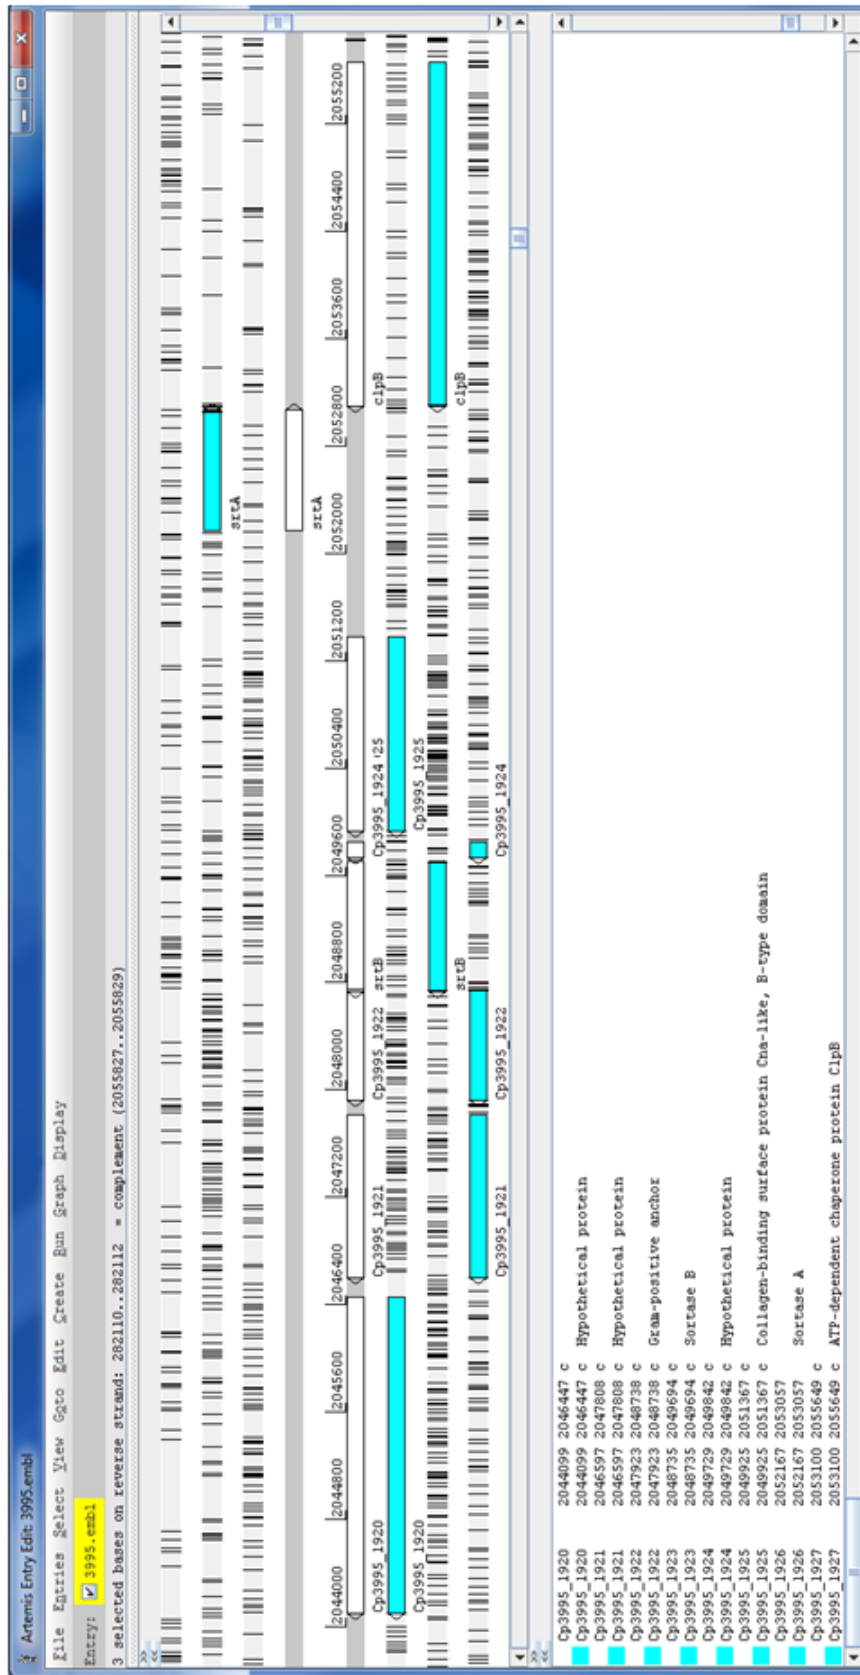 Artemis Entry Edit: 3995.embl
File Entries Select View Goto Edit Create Run Graph Display
Entry: 3995.embl
3 selected bases on reverse strand: 282110..282112 = complement (2055827..2055829)
srtA
srtA
2044000 2044800 2045600 2046400 2047200 2048000 2048800 2049600 2050400 2051200 2052000 2052800 2053600 2054400 2055200
Cp3995_1920 Cp3995_1921 Cp3995_1922 srtB Cp3995_1924 25 clpB
Cp3995_1920 Cp3995_1925
srtB clpB
Cp3995_1921 Cp3995_1922 Cp3995_1924
Cp3995_1920 2044099 2046447 c
Cp3995_1920 2044099 2046447 c Hypothetical protein
Cp3995_1921 2046597 2047808 c
Cp3995_1921 2046597 2047808 c Hypothetical protein
Cp3995_1922 2047923 2048738 c
Cp3995_1922 2047923 2048738 c Gram-positive anchor
Cp3995_1923 2048735 2049694 c
Cp3995_1923 2048735 2049694 c Sortase B
Cp3995_1924 2049729 2049842 c
Cp3995_1924 2049729 2049842 c Hypothetical protein
Cp3995_1925 2049925 2051367 c
Cp3995_1925 2049925 2051367 c Collagen-binding surface protein Cna-like, B-type domain
Cp3995_1926 2052167 2053057
Cp3995_1926 2052167 2053057 Sortase A
Cp3995_1927 2053100 2055649 c
Cp3995_1927 2053100 2055649 c ATP-dependent chaperone protein ClpB